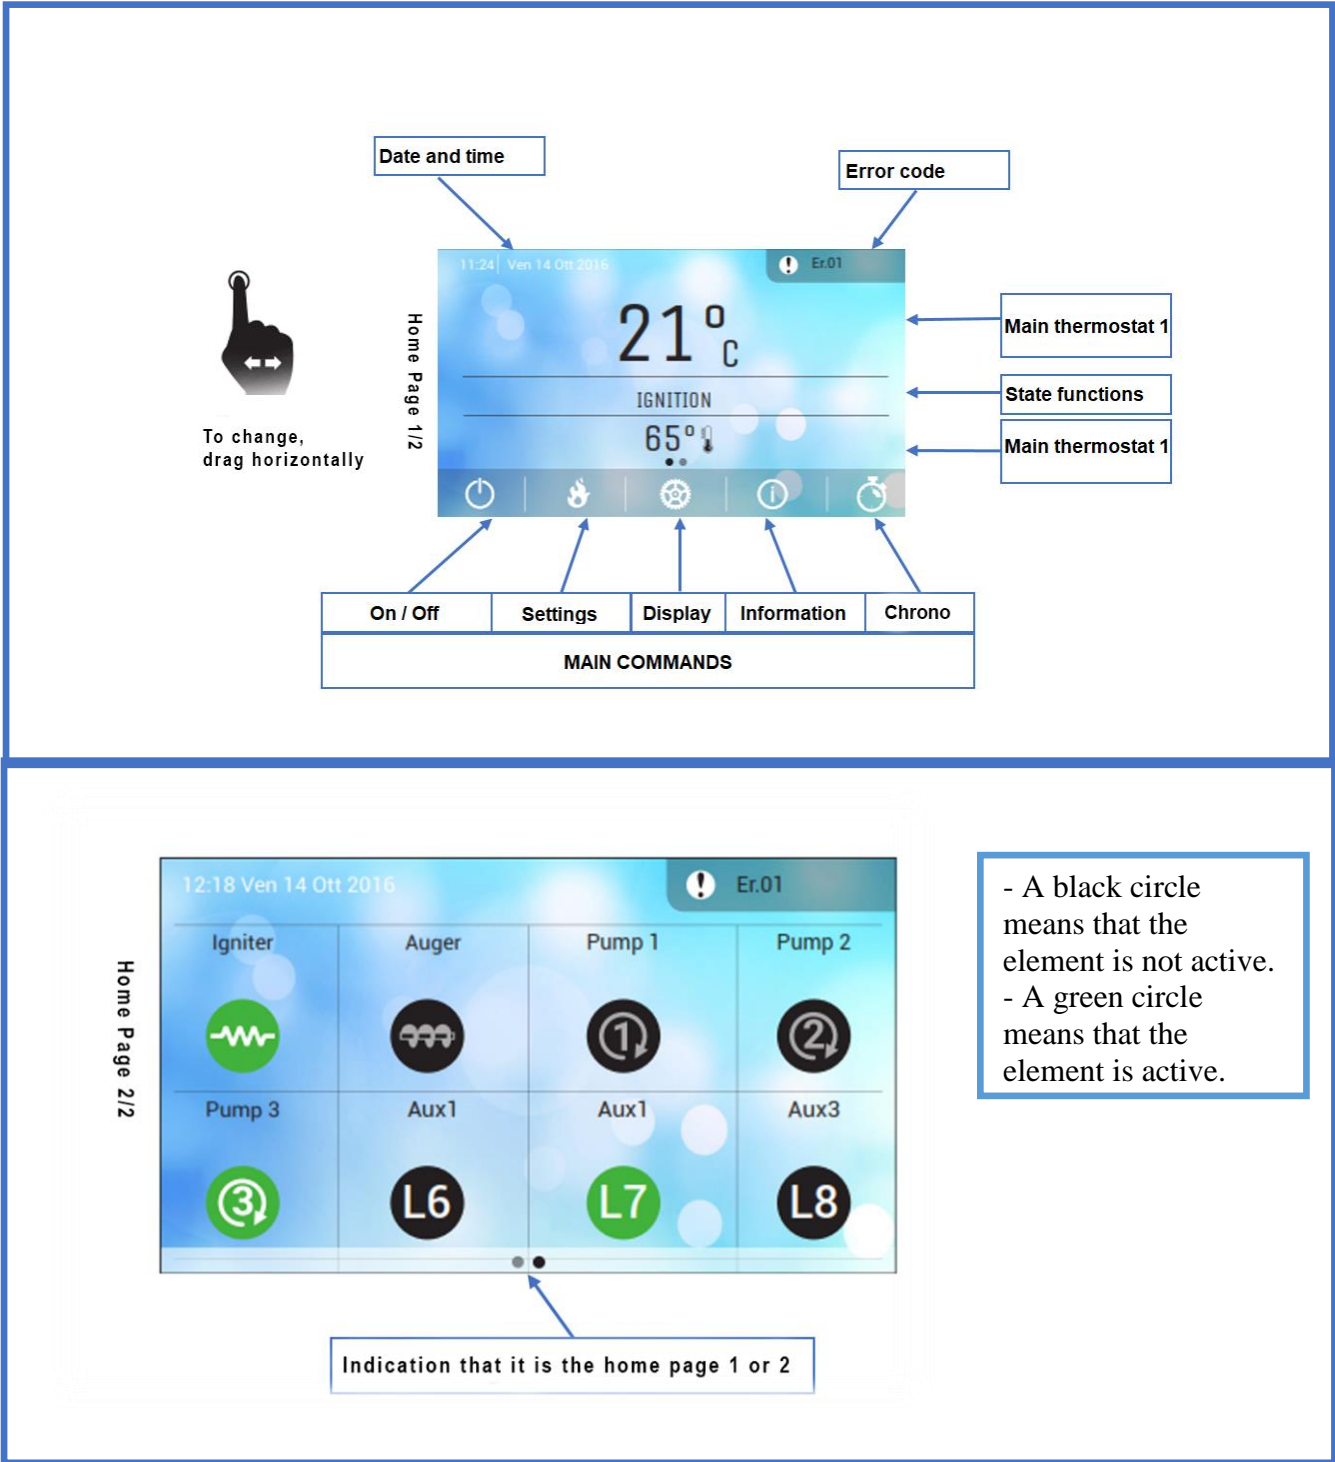 Date and time
Error code
11:24 Ven 14 Ott 2016
! Er.01
21°C
Main thermostat 1
IGNITION
State functions
65°
Main thermostat 1
Home Page 1/2
To change,
drag horizontally
i
On / Off Settings Display Information Chrono
MAIN COMMANDS
12:18 Ven 14 Ott 2016
! Er.01
Igniter Auger Pump 1 Pump 2
1 2
Pump 3 Aux1 Aux1 Aux3
3 L6 L7 L8
Home Page 2/2
Indication that it is the home page 1 or 2
- A black circle
means that the
element is not active.
- A green circle
means that the
element is active.